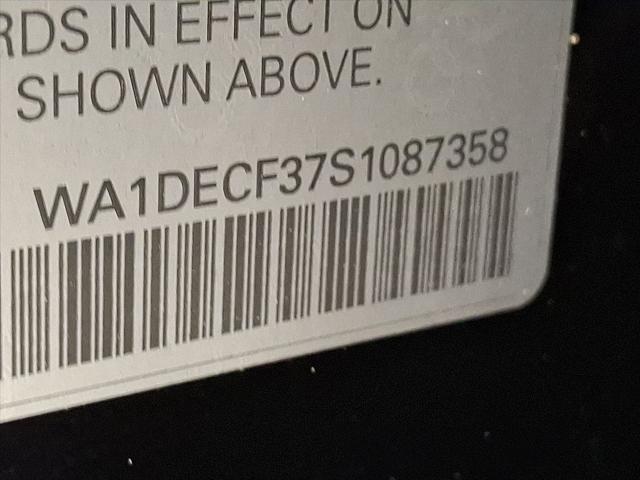 RDS IN EFFECT ON
SHOWN ABOVE.
WA1DECF37S1087358